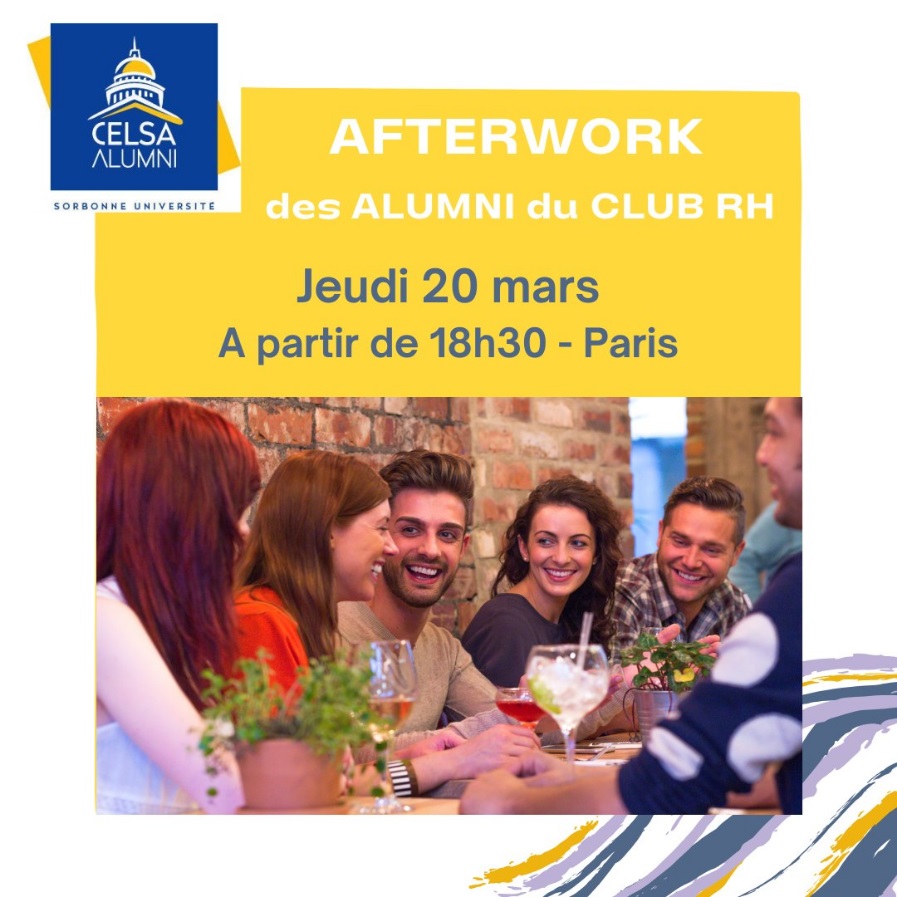 CELSA
ALUMNI
SORBONNE UNIVERSITÉ
AFTERWORK
des ALUMNI du CLUB RH
Jeudi 20 mars
A partir de 18h30 - Paris